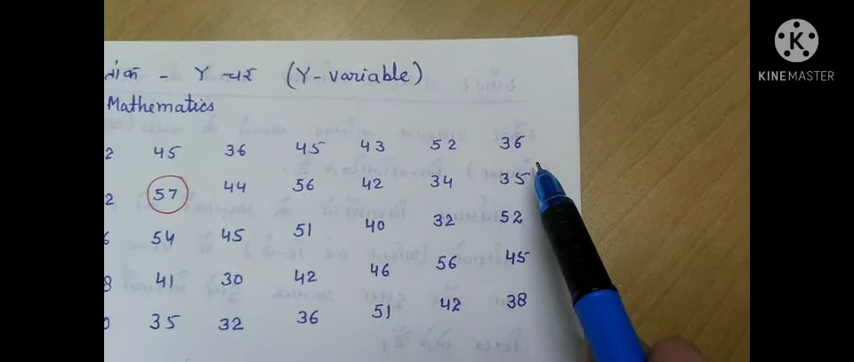 - Y चर (Y-variable)
Mathematics
2 45 36 45 43 52 36
2 57 44 56 42 34 35
6 54 45 51 40 32 52
8 41 30 42 46 56 45
0 35 32 36 51 42 38
K
KINEMASTER